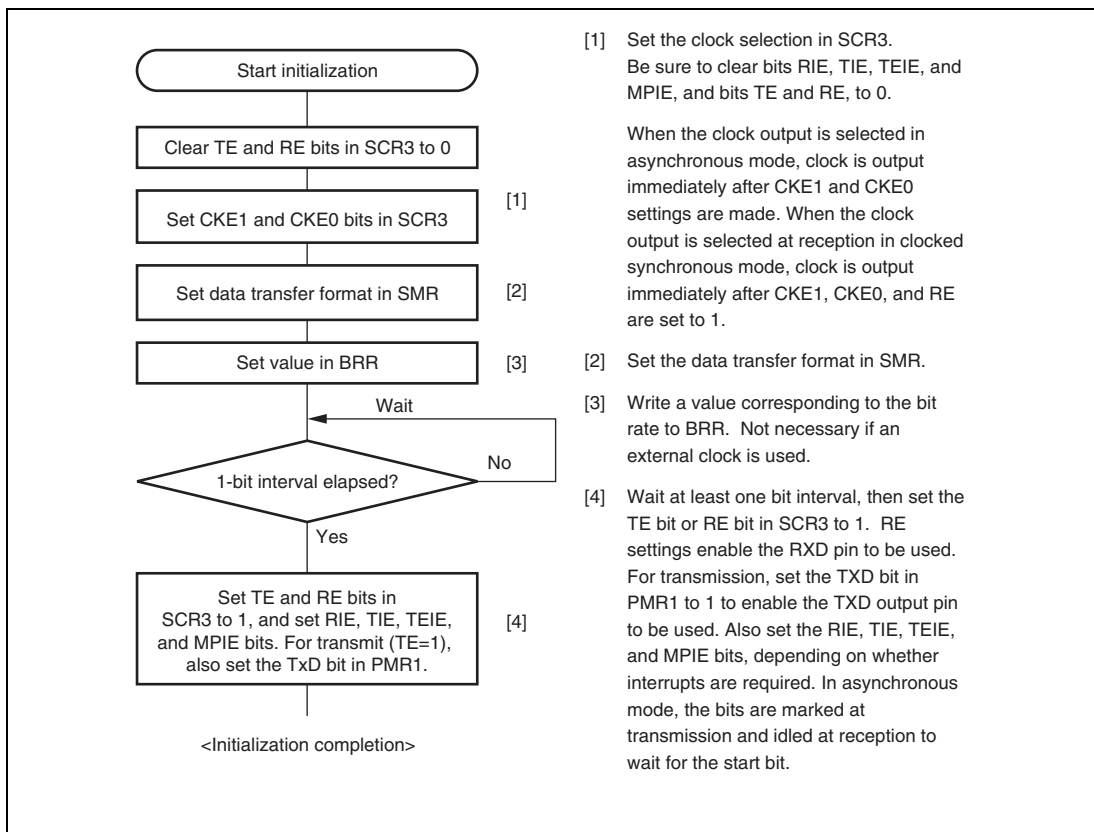 Start initialization
Clear TE and RE bits in SCR3 to 0
Set CKE1 and CKE0 bits in SCR3
[1]
Set data transfer format in SMR
[2]
Set value in BRR
[3]
Wait
1-bit interval elapsed?
No
Yes
Set TE and RE bits in
SCR3 to 1, and set RIE, TIE, TEIE,
and MPIE bits. For transmit (TE=1),
also set the TxD bit in PMR1.
[4]
<Initialization completion>
[1] Set the clock selection in SCR3.
Be sure to clear bits RIE, TIE, TEIE, and
MPIE, and bits TE and RE, to 0.
When the clock output is selected in
asynchronous mode, clock is output
immediately after CKE1 and CKE0
settings are made. When the clock
output is selected at reception in clocked
synchronous mode, clock is output
immediately after CKE1, CKE0, and RE
are set to 1.
[2] Set the data transfer format in SMR.
[3] Write a value corresponding to the bit
rate to BRR. Not necessary if an
external clock is used.
[4] Wait at least one bit interval, then set the
TE bit or RE bit in SCR3 to 1. RE
settings enable the RXD pin to be used.
For transmission, set the TXD bit in
PMR1 to 1 to enable the TXD output pin
to be used. Also set the RIE, TIE, TEIE,
and MPIE bits, depending on whether
interrupts are required. In asynchronous
mode, the bits are marked at
transmission and idled at reception to
wait for the start bit.